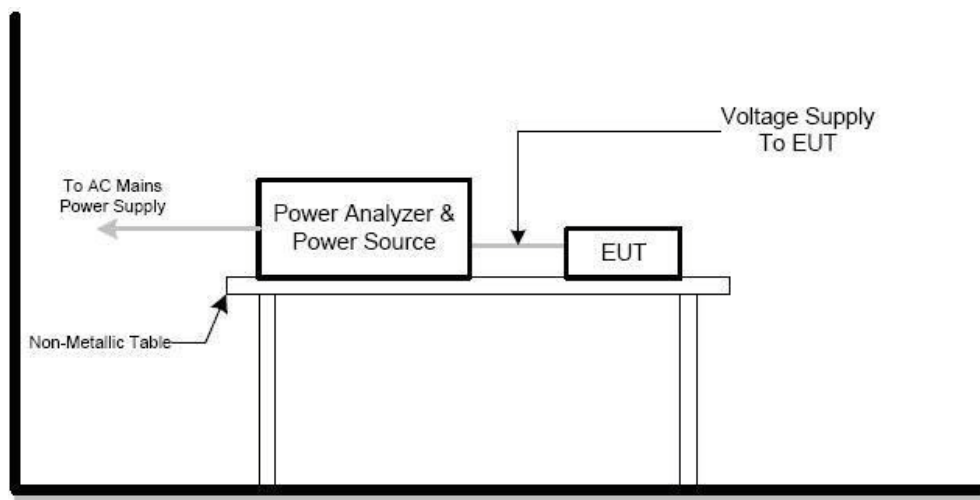 Voltage Supply
To EUT
To AC Mains
Power Supply
Power Analyzer &
Power Source
EUT
Non-Metallic Table